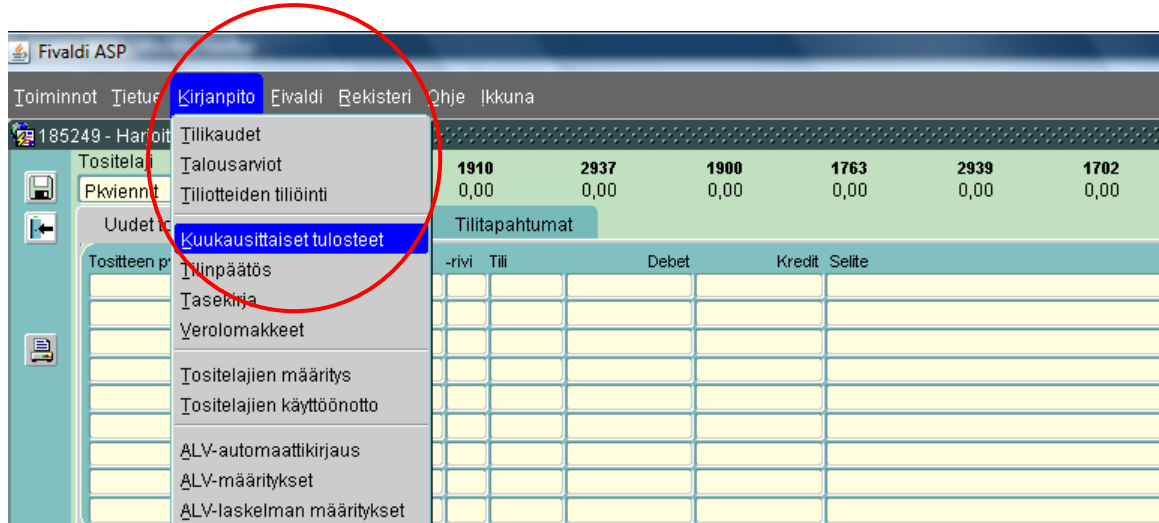 Fivaldi ASP
Toiminnot Tietue Kirjanpito Fivaldi Rekisteri Ohje Ikkuna
185249 - Harjoit
Tilikaudet
Talousarviot
Tiliotteiden tiliöinti
Kuukausittaiset tulosteet
Tilinpäätös
Tasekirja
Verolomakkeet
Tositelajien määritys
Tositelajien käyttöönotto
ALV-automaattikirjaus
ALV-määritykset
ALV-laskelman määritykset
Tositelaji
Pkviennit
1910 2937 1900 1763 2939 1702
0,00 0,00 0,00 0,00 0,00 0,00
Uudet to Tilitapahtumat
Tositteen p -rivi Tili Debet Kredit Selite